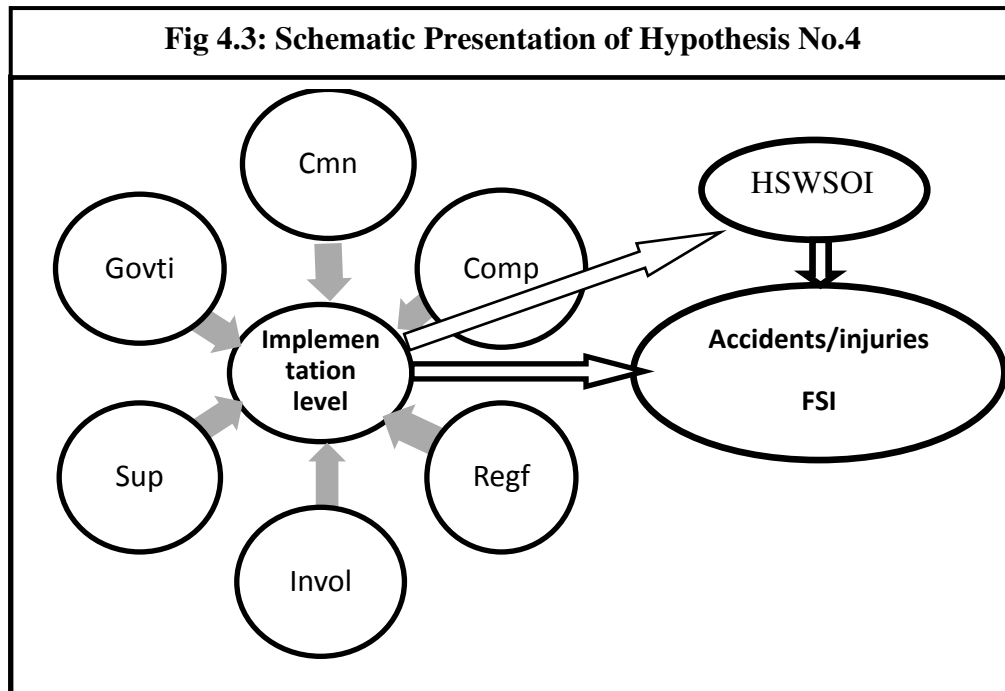 Fig 4.3: Schematic Presentation of Hypothesis No.4
Cmn
HSWSOI
Govti
Comp
Implemen
tation
level
Accidents/injuries
FSI
Sup
Regf
Invol